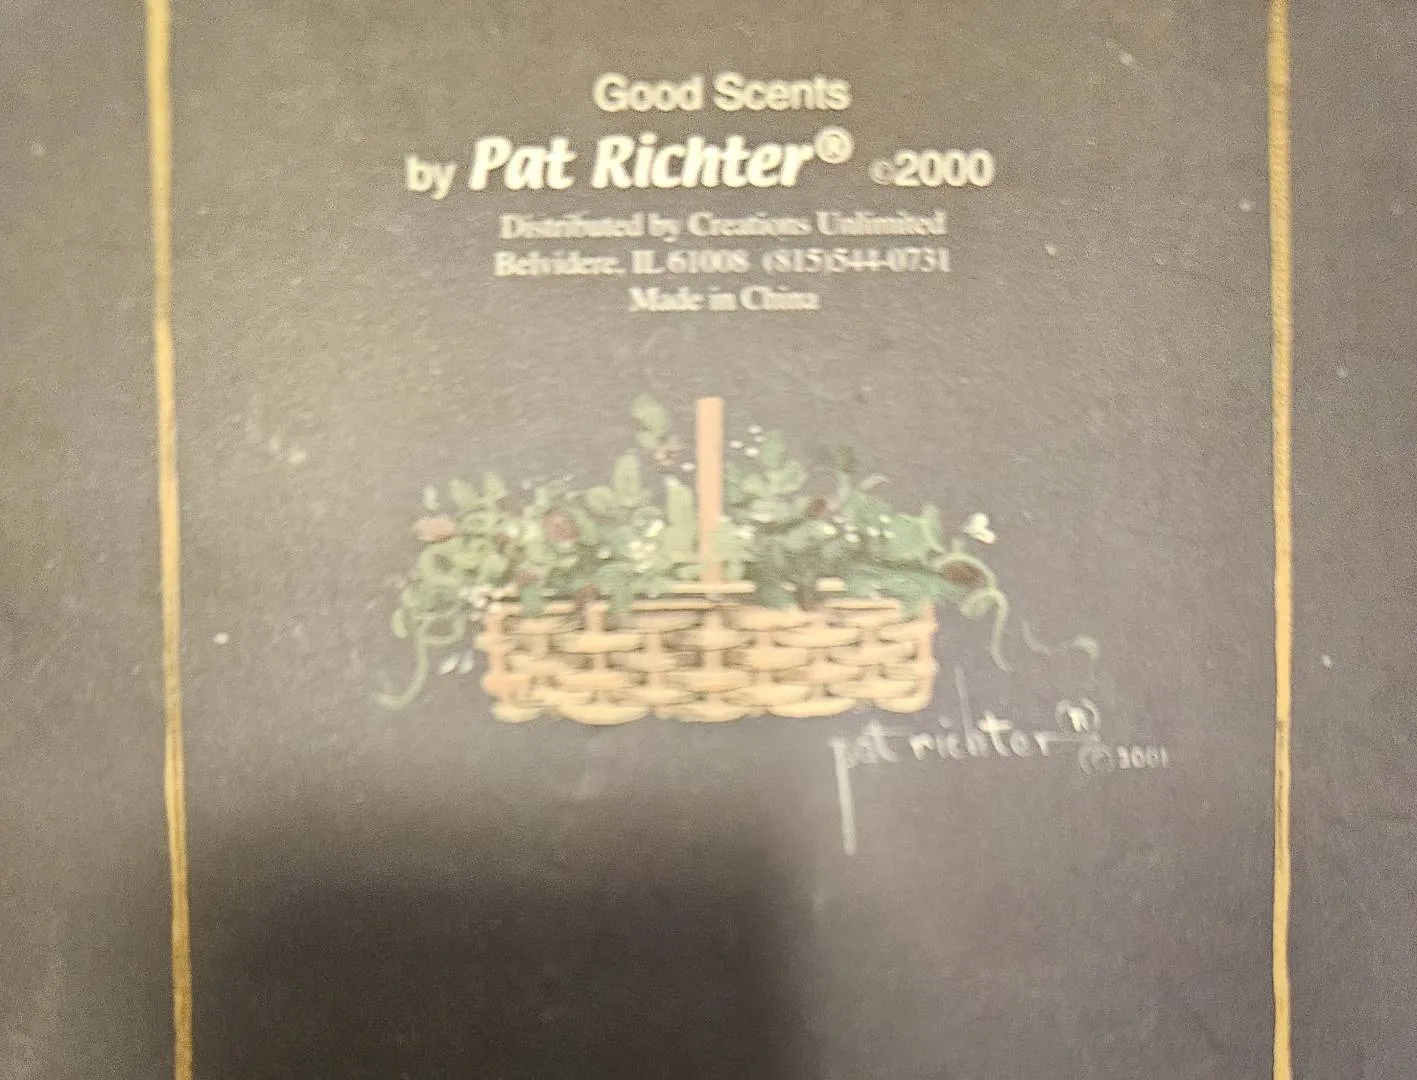 Good Scents
by Pat Richter® ©2000
Distributed by Creations Unlimited
Belvidere, IL 61008 (815)544-0731
Made in China
pat richter (R)
(C) 2001